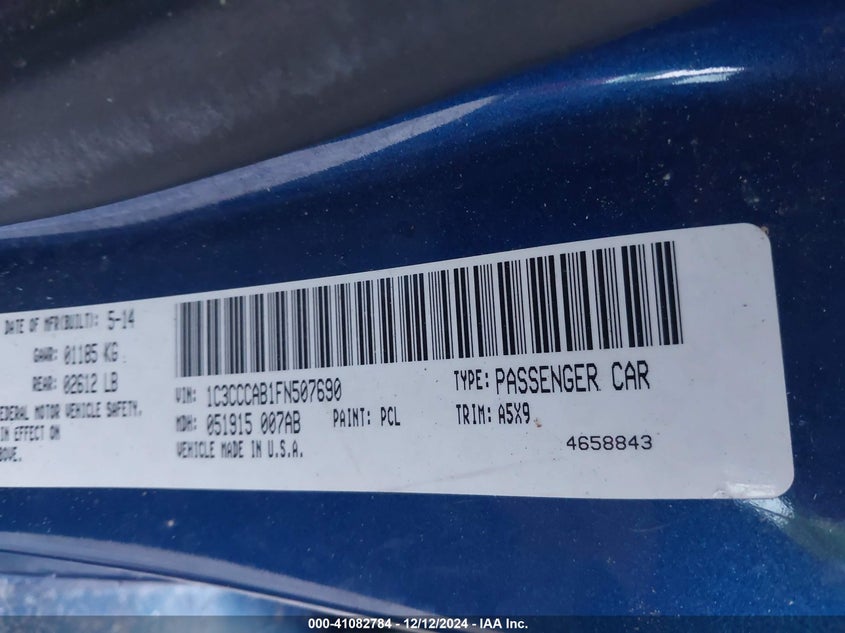 DATE OF MFR(BUILT): 5-14
GAWR: 01185 KG
REAR: 02612 LB
VIN: 1C3CCCAB1FN507690
TYPE: PASSENGER CAR
FEDERAL MOTOR VEHICLE SAFETY.
MDH: 051915 007AB PAINT: PCL TRIM: A5X9
IN EFFECT ON
VEHICLE MADE IN U.S.A.
4658843
000-41082784 - 12/12/2024 - IAA Inc.